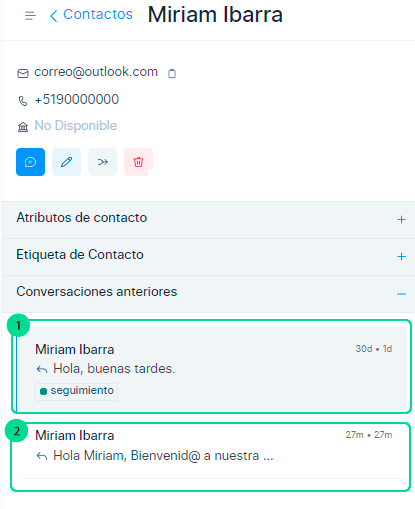 Contactos Miriam Ibarra
correo@outlook.com
+5190000000
No Disponible
Atributos de contacto
Etiqueta de Contacto
Conversaciones anteriores
1
Miriam Ibarra 30d • 1d
Hola, buenas tardes.
seguimiento
2
Miriam Ibarra 27m • 27m
Hola Miriam, Bienvenid@ a nuestra ...